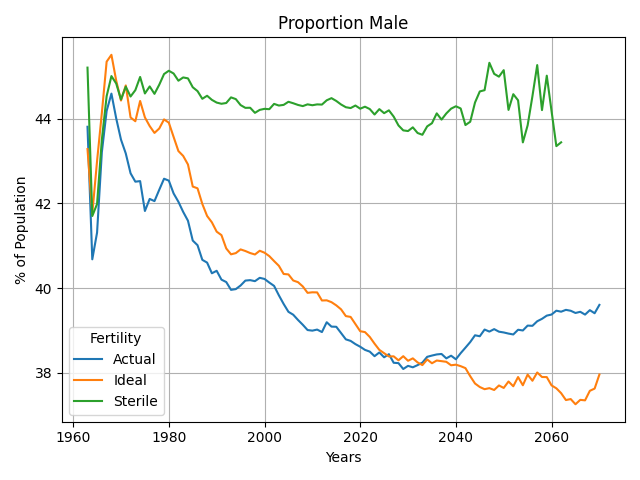 Proportion Male
% of Population
44
42
40
38
Fertility
Actual
Ideal
Sterile
1960 1980 2000 2020 2040 2060
Years